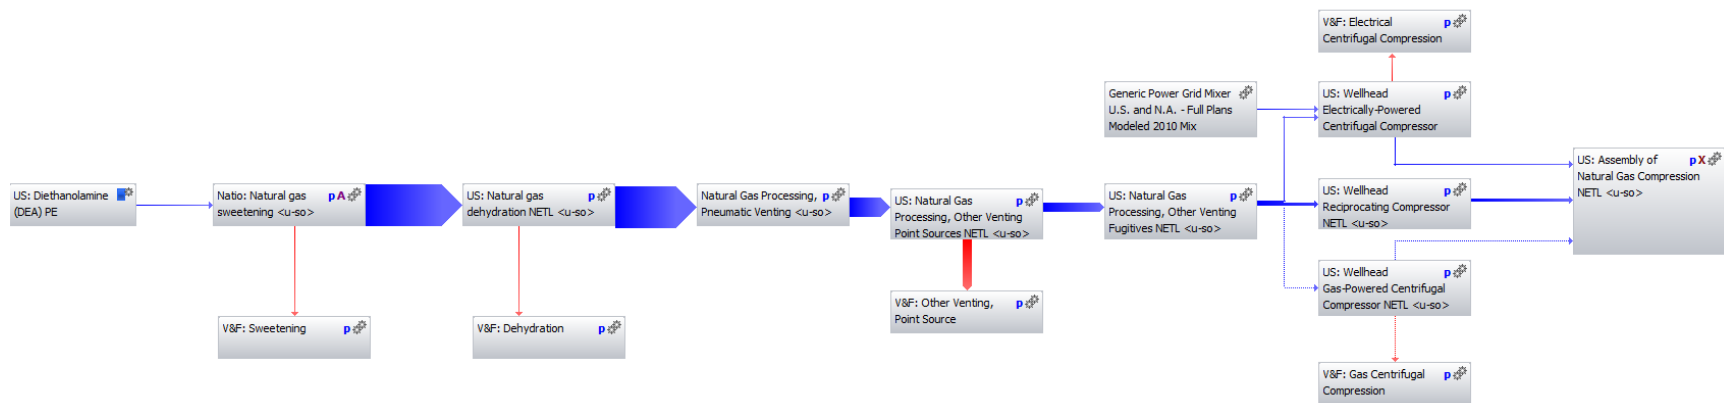 V&F: Electrical p
Centrifugal Compression
Generic Power Grid Mixer
U.S. and N.A. - Full Plans
Modeled 2010 Mix
US: Wellhead p
Electrically-Powered
Centrifugal Compressor
US: Diethanolamine
(DEA) PE
Natio: Natural gas p A
sweetening <u-so>
US: Natural gas p
dehydration NETL <u-so>
Natural Gas Processing, p
Pneumatic Venting <u-so>
US: Natural Gas p
Processing, Other Venting
Point Sources NETL <u-so>
US: Natural Gas p
Processing, Other Venting
Fugitives NETL <u-so>
US: Wellhead p
Reciprocating Compressor
NETL <u-so>
US: Assembly of p X
Natural Gas Compression
NETL <u-so>
US: Wellhead p
Gas-Powered Centrifugal
Compressor NETL <u-so>
V&F: Sweetening p
V&F: Dehydration p
V&F: Other Venting, p
Point Source
V&F: Gas Centrifugal p
Compression